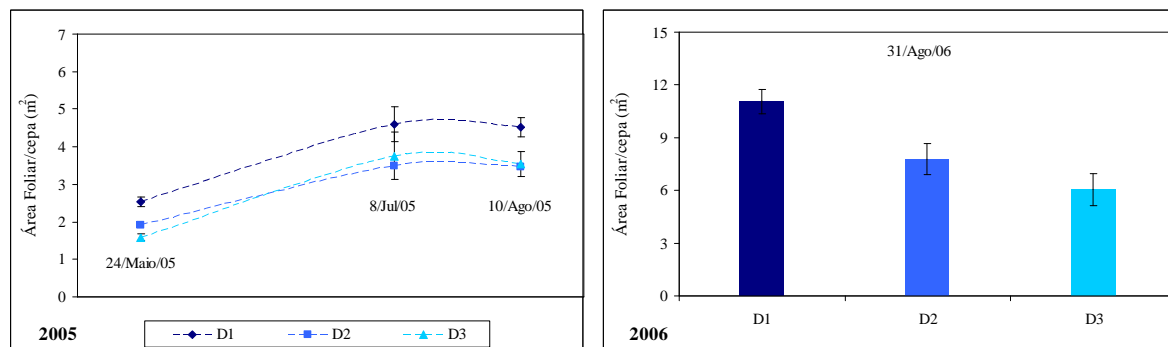 Área Foliar/cepa (m²)
7
6
5
4
3
2
1
0
24/Maio/05
8/Jul/05
10/Ago/05
2005
D1
D2
D3
Área Foliar/cepa (m²)
15
12
9
6
3
0
31/Ago/06
D1
D2
D3
2006